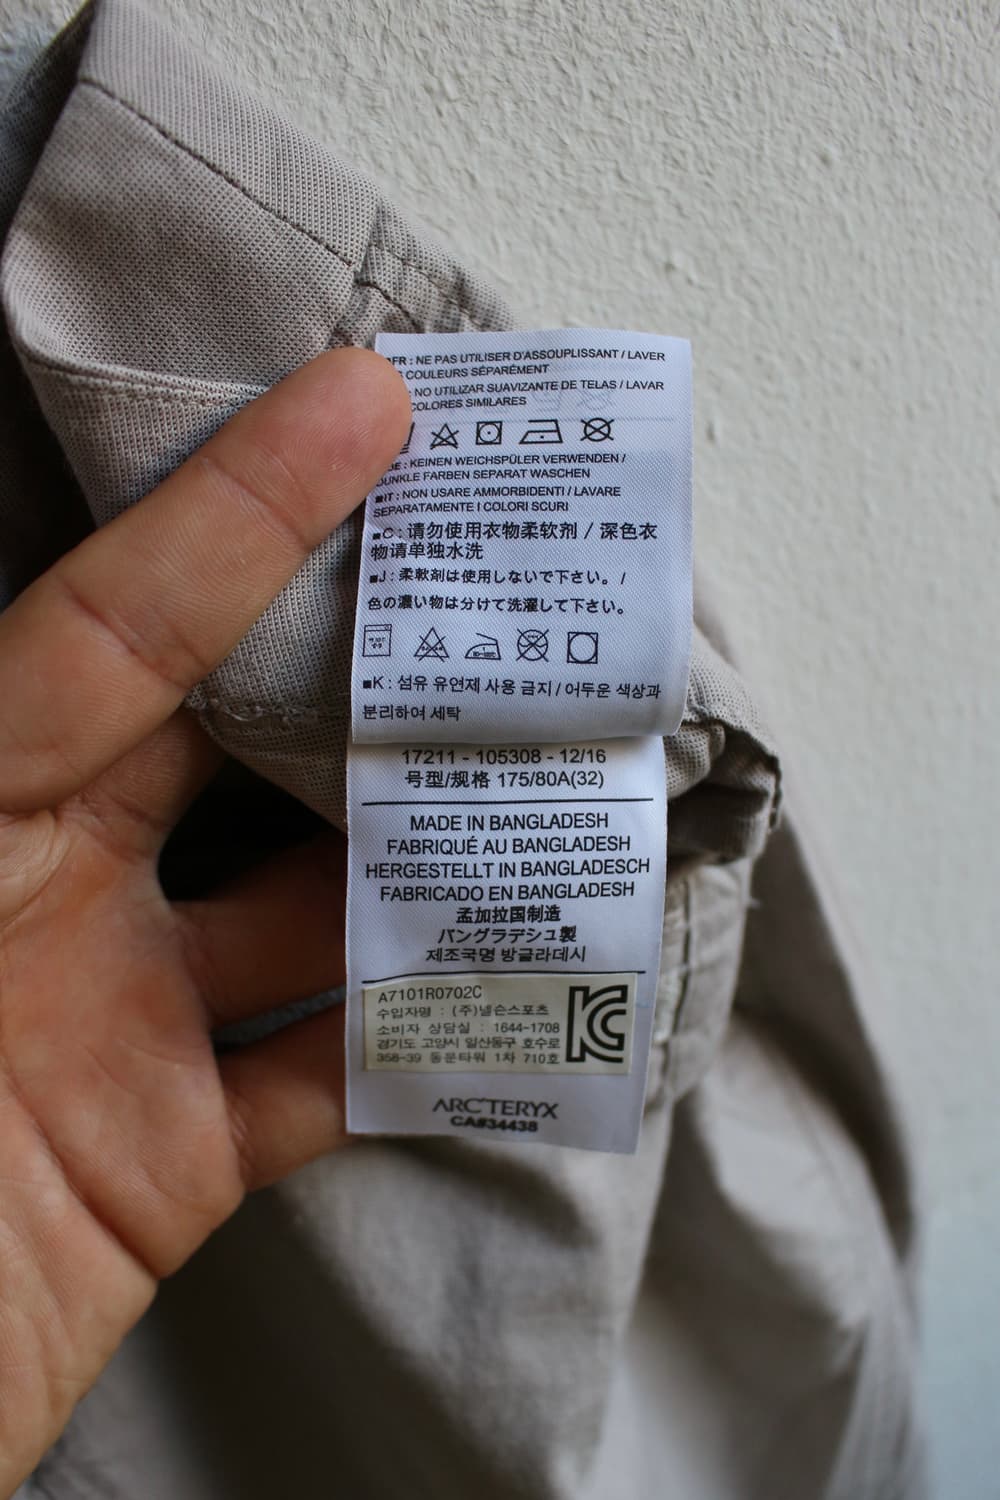 FR : NE PAS UTILISER D'ASSOUPLISSANT / LAVER
COULEURS SÉPARÉMENT
: NO UTILIZAR SUAVIZANTE DE TELAS / LAVAR
COLORES SIMILARES
: KEINEN WEICHSPÜLER VERWENDEN /
DUNKLE FARBEN SEPARAT WASCHEN
■IT : NON USARE AMMORBIDENTI / LAVARE
SEPARATAMENTE I COLORI SCURI
■C : 请勿使用衣物柔软剂 / 深色衣
物请单独水洗
■J : 柔軟剤は使用しないで下さい。 /
色の濃い物は分けて洗濯して下さい。
■K : 섬유 유연제 사용 금지 / 어두운 색상과
분리하여 세탁
17211 - 105308 - 12/16
号型/规格 175/80A(32)
MADE IN BANGLADESH
FABRIQUÉ AU BANGLADESH
HERGESTELLT IN BANGLADESCH
FABRICADO EN BANGLADESH
孟加拉国制造
バングラデシュ製
제조국명 방글라데시
A7101R0702C
수입자명 : (주)넬슨스포츠
소비자 상담실 : 1644-1708
경기도 고양시 일산동구 호수로
358-39 동문타워 1차 710호
KC
ARC'TERYX
CA#34438